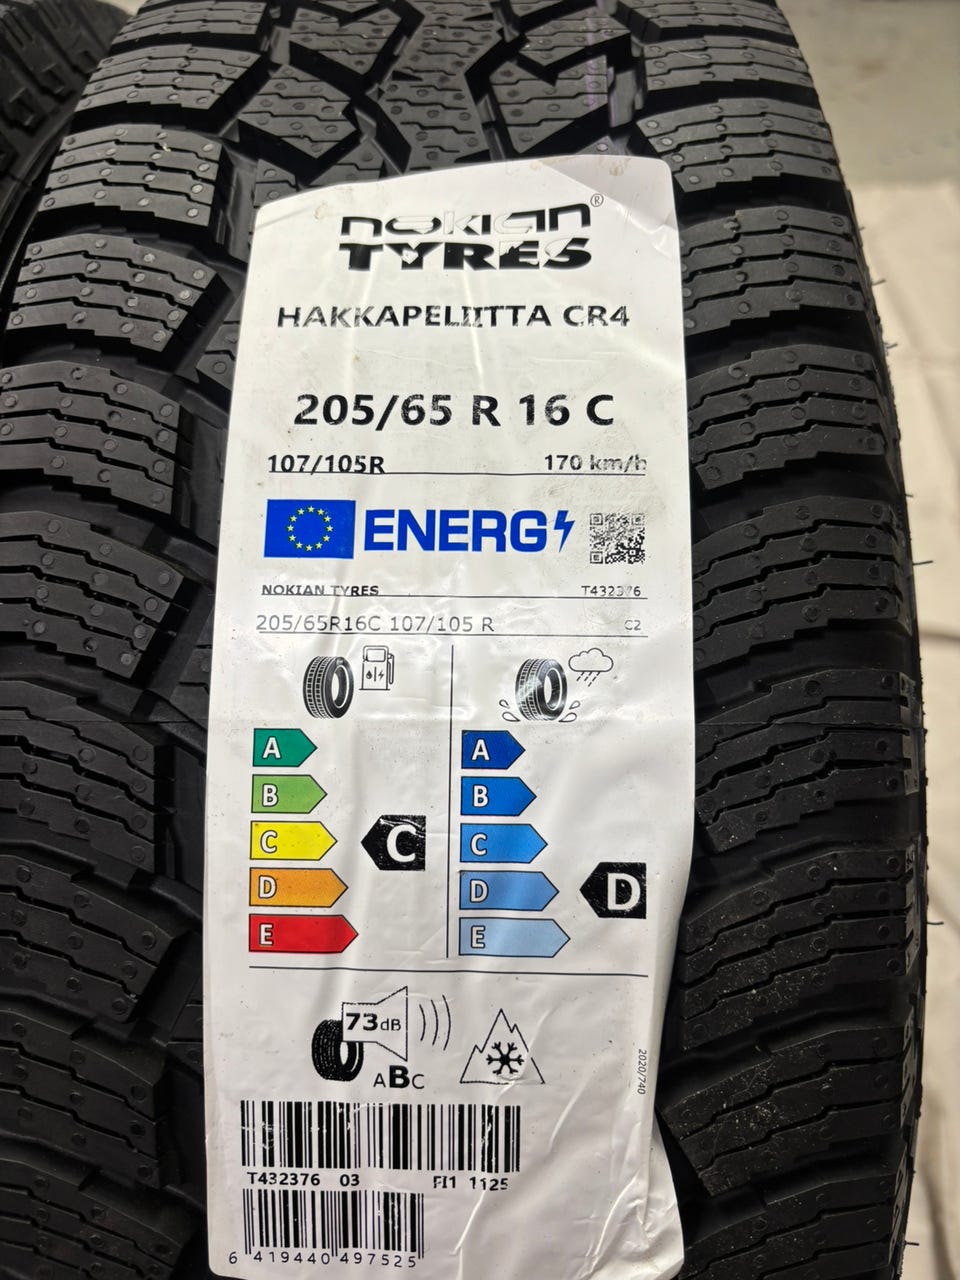 nokian®
TYRES
HAKKAPELIITTA CR4
205/65 R 16 C
107/105R 170 km/h
ENERG
NOKIAN TYRES T432376
205/65R16C 107/105 R C2
A A
B B
C C C
D D D
E E
73dB
ABC
2020/740
T432376 03 FI1 1125
6 419440 497525